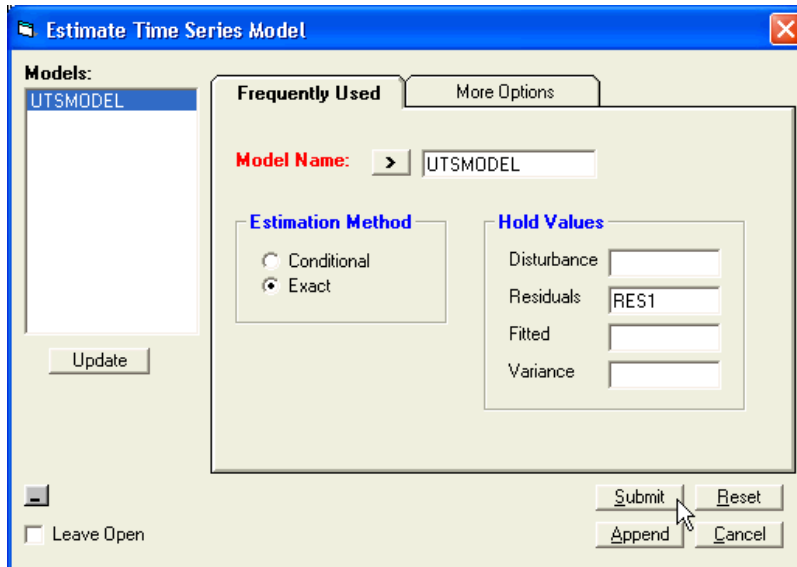 Estimate Time Series Model
Models:
UTSMODEL
Update
Frequently Used
More Options
Model Name:
>
UTSMODEL
Estimation Method
Conditional
Exact
Hold Values
Disturbance
Residuals
RES1
Fitted
Variance
Submit
Reset
Leave Open
Append
Cancel